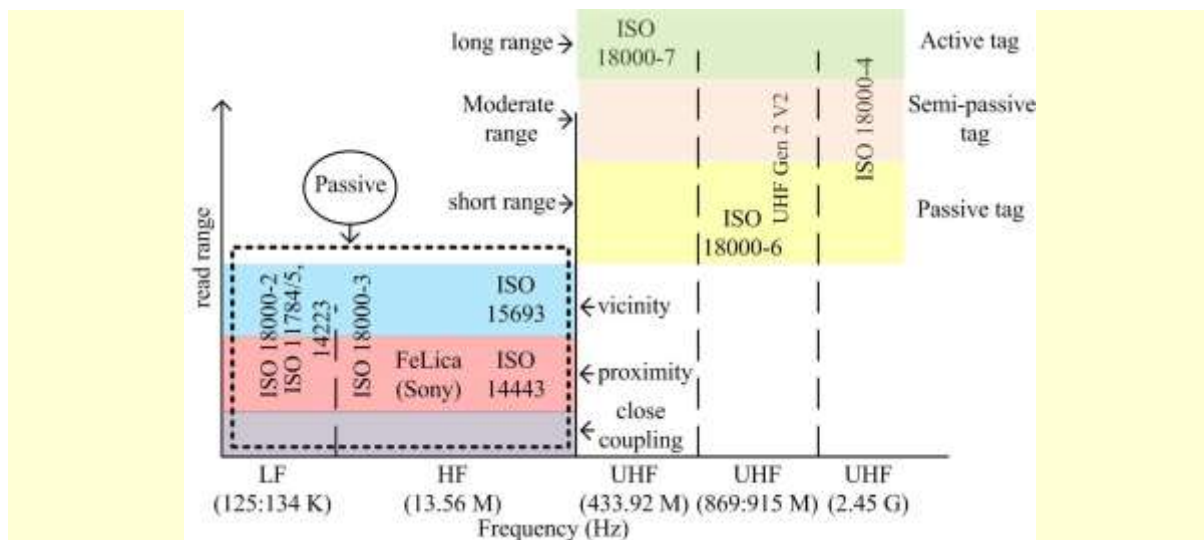 long range
ISO
18000-7
Active tag
Moderate
range
UHF Gen 2 V2
ISO 18000-4
Semi-passive
tag
Passive
short range
ISO
18000-6
Passive tag
read range
ISO 18000-2
ISO 11784/5,
14223
ISO 18000-3
ISO
15693
vicinity
FeLica
(Sony)
ISO
14443
proximity
close
coupling
LF
(125:134 K)
HF
(13.56 M)
UHF
(433.92 M)
UHF
(869:915 M)
UHF
(2.45 G)
Frequency (Hz)